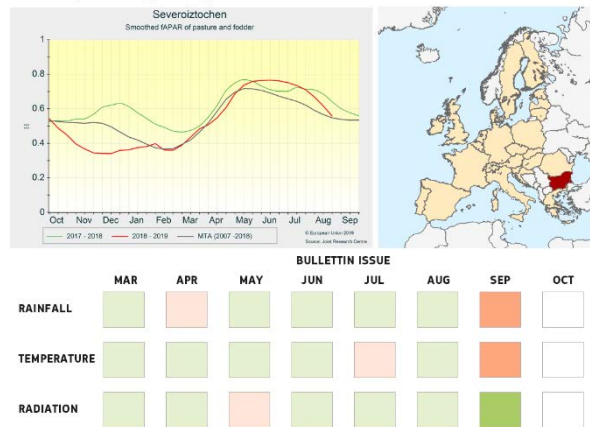 Severoiztochen
Smoothed fAPAR of pasture and fodder
1
0.8
0.6
0.4
0.2
0
Oct Nov Dec Jan Feb Mar Apr May Jun Jul Aug Sep
2017 - 2018 2018 - 2019 MTA (2007 -2018)
© European Union 2019
Source: Joint Research Centre
BULLETTIN ISSUE
MAR APR MAY JUN JUL AUG SEP OCT
RAINFALL
TEMPERATURE
RADIATION